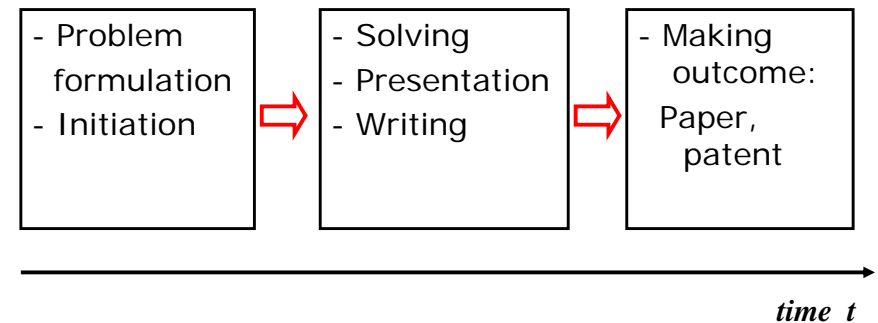 - Problem
formulation
- Initiation
- Solving
- Presentation
- Writing
- Making
outcome:
Paper,
patent
time t